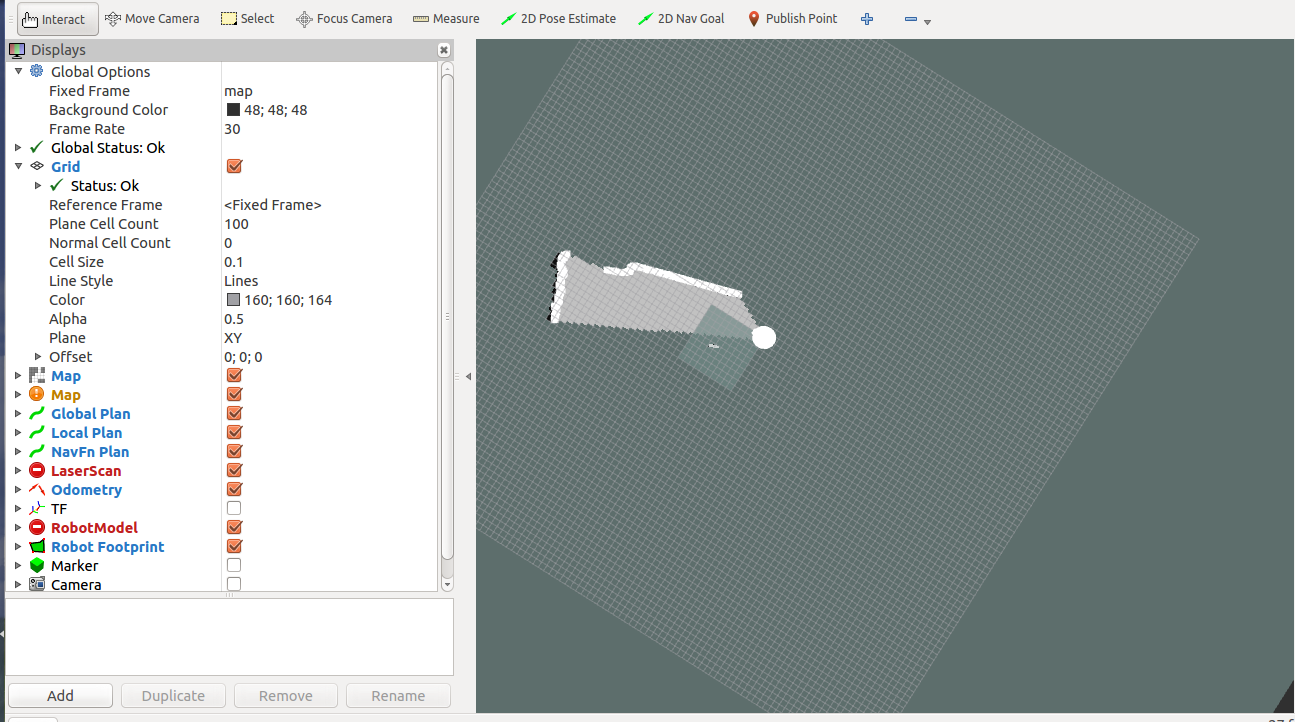 Interact Move Camera Select Focus Camera Measure 2D Pose Estimate 2D Nav Goal Publish Point
Displays
Global Options
Fixed Frame map
Background Color 48; 48; 48
Frame Rate 30
Global Status: Ok
Grid
Status: Ok
Reference Frame <Fixed Frame>
Plane Cell Count 100
Normal Cell Count 0
Cell Size 0.1
Line Style Lines
Color 160; 160; 164
Alpha 0.5
Plane XY
Offset 0; 0; 0
Map
Map
Global Plan
Local Plan
NavFn Plan
LaserScan
Odometry
TF
RobotModel
Robot Footprint
Marker
Camera
Add Duplicate Remove Rename